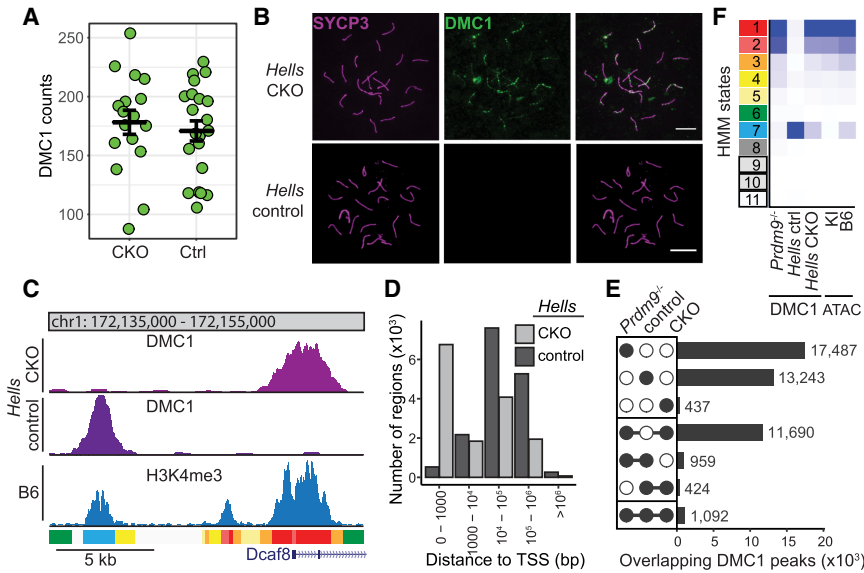 A
DMC1 counts
250
200
150
100
CKO
Ctrl
B
SYCP3
DMC1
Hells
CKO
Hells
control
F
HMM states
1
2
3
4
5
6
7
8
9
10
11
Prdm9-/-
Hells ctrl
Hells CKO
KI
B6
DMC1 ATAC
C
chr1: 172,135,000 - 172,155,000
Hells
CKO
DMC1
control
DMC1
B6
H3K4me3
5 kb
Dcaf8
D
Hells
CKO
control
Number of regions (x10³)
6
4
2
0
0 - 1000
1000 - 10⁴
10⁴ - 10⁵
10⁵ - 10⁶
>10⁶
Distance to TSS (bp)
E
Prdm9-/-
control
CKO
17,487
13,243
437
11,690
959
424
1,092
0 5 10 15 20
Overlapping DMC1 peaks (x10³)